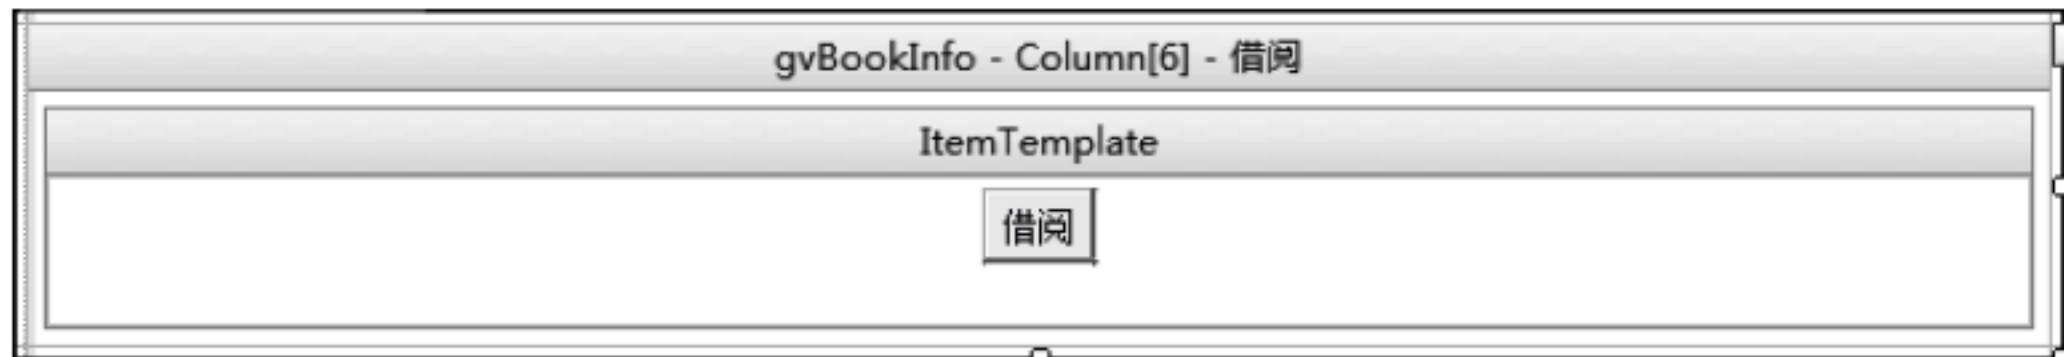 gvBookInfo - Column[6] - 借阅
ItemTemplate
借阅